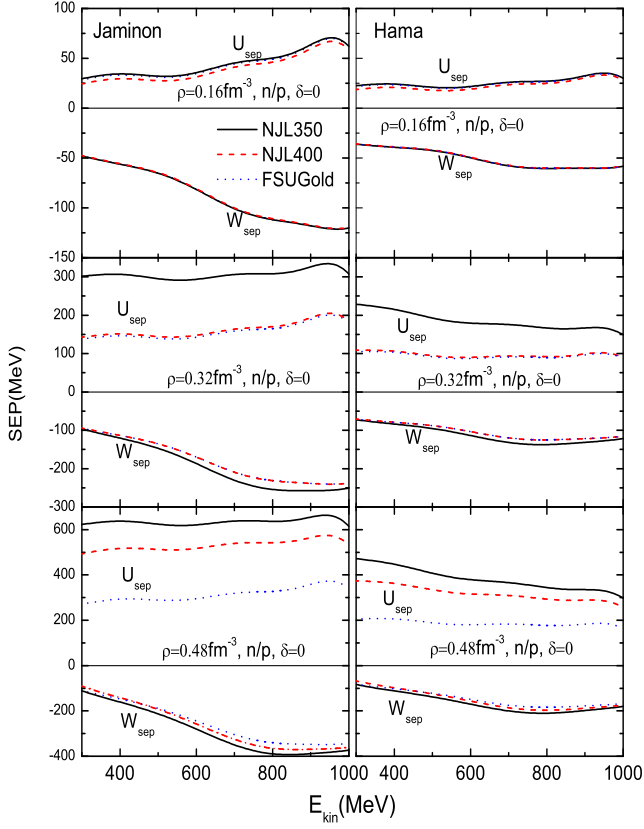 Jaminon
Hama
100
50
0
-50
-100
-150
U_sep
ρ=0.16fm⁻³, n/p, δ=0
NJL350
NJL400
FSUGold
W_sep
U_sep
ρ=0.16fm⁻³, n/p, δ=0
W_sep
SEP(MeV)
300
200
100
0
-100
-200
-300
U_sep
ρ=0.32fm⁻³, n/p, δ=0
W_sep
U_sep
ρ=0.32fm⁻³, n/p, δ=0
W_sep
600
400
200
0
-200
-400
U_sep
ρ=0.48fm⁻³, n/p, δ=0
W_sep
U_sep
ρ=0.48fm⁻³, n/p, δ=0
W_sep
400 600 800 1000 400 600 800 1000
E_kin(MeV)